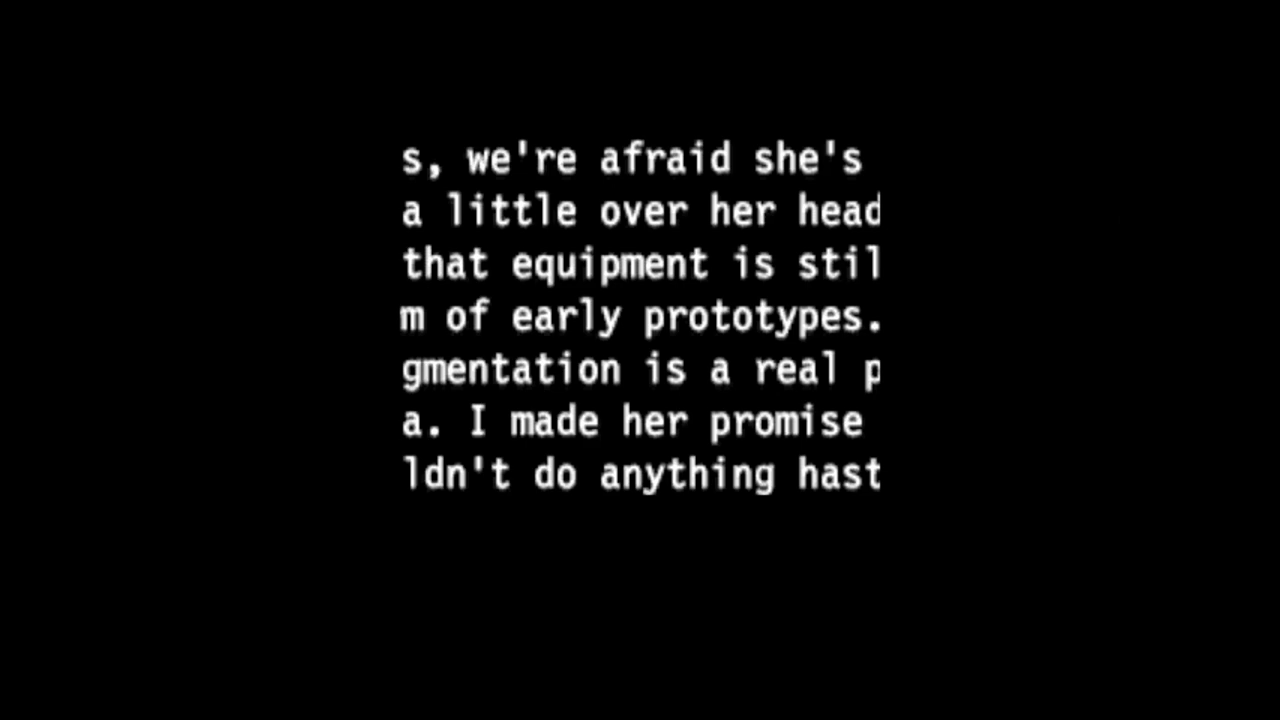 s, we're afraid she's
a little over her head
that equipment is stil
m of early prototypes.
gmentation is a real p
a. I made her promise
ldn't do anything hast